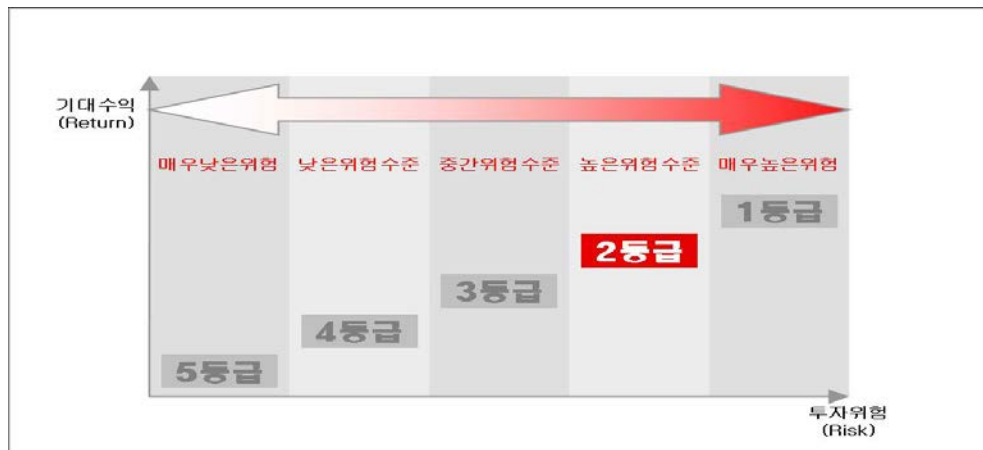 기대수익
(Return)
매우낮은위험 낮은위험수준 중간위험수준 높은위험수준 매우높은위험
1등급
2등급
3등급
4등급
5등급
투자위험
(Risk)